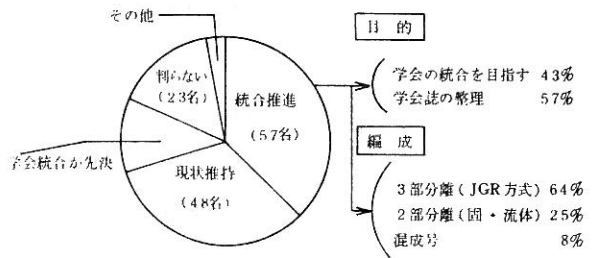 その他
判らない
(23名)
統合推進
(57名)
学会統合が先決
現状推持
(48名)
目的
学会の統合を目指す 43%
学会誌の整理 57%
編成
3部分離(JGR方式) 64%
2部分離(固・流体) 25%
混成号 8%